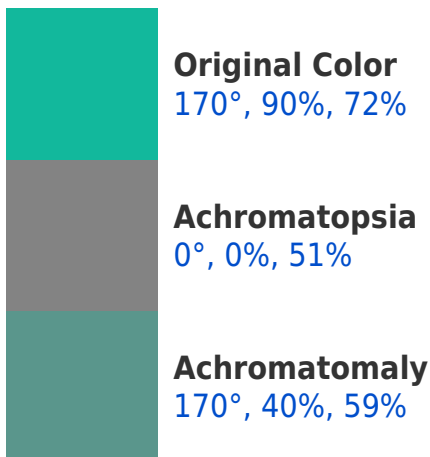 Original Color
170°, 90%, 72%
Achromatopsia
0°, 0%, 51%
Achromatomaly
170°, 40%, 59%